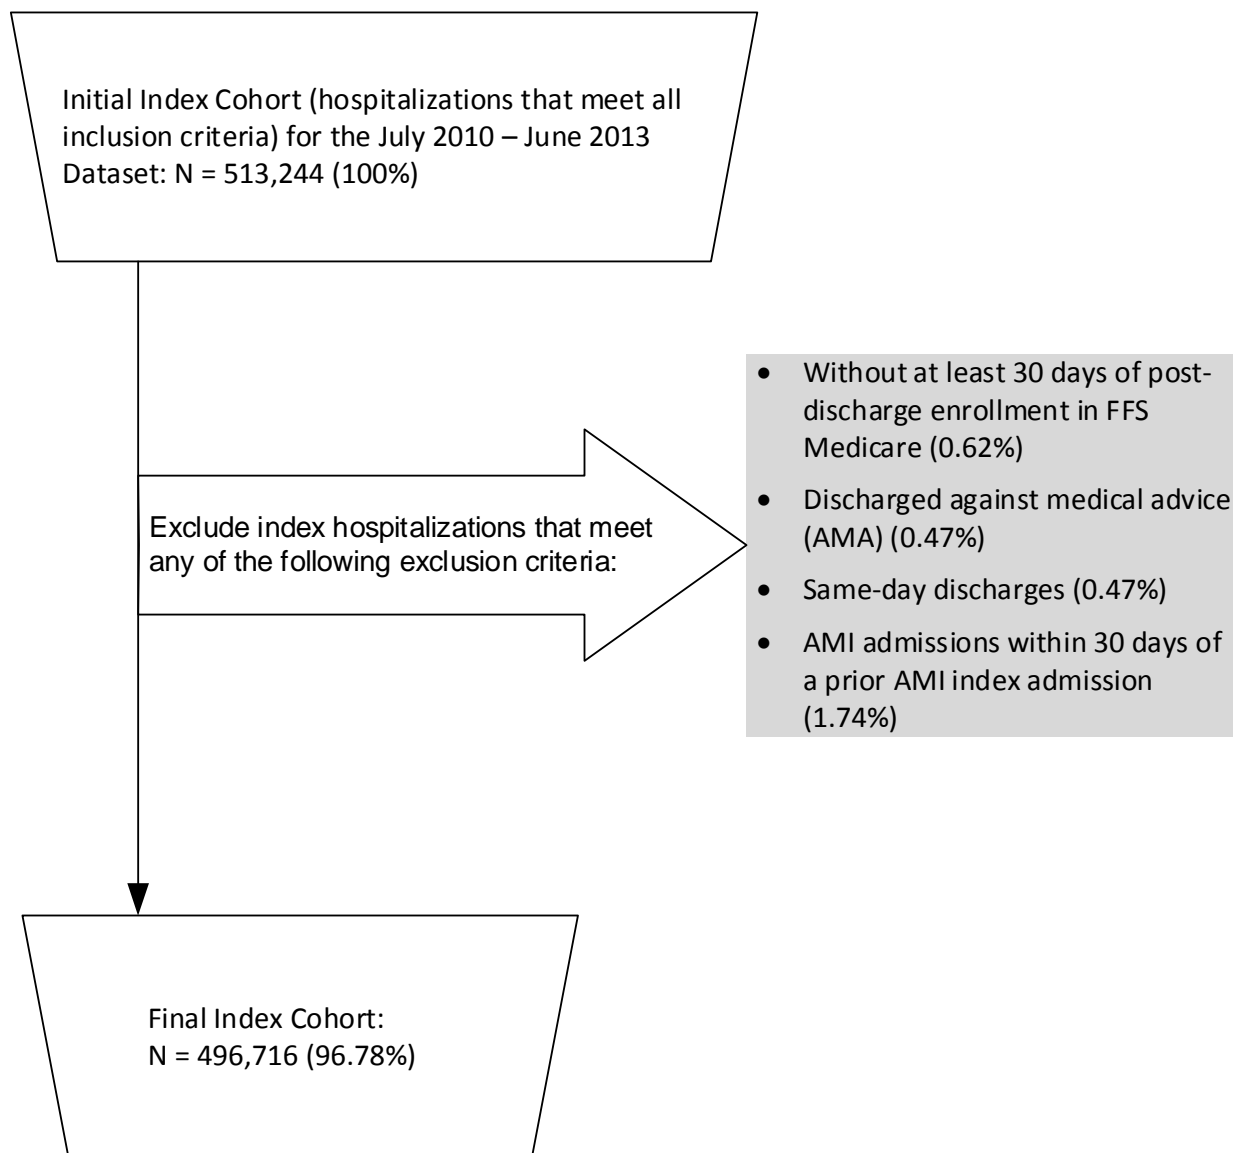 Initial Index Cohort (hospitalizations that meet all
inclusion criteria) for the July 2010 – June 2013
Dataset: N = 513,244 (100%)
Exclude index hospitalizations that meet
any of the following exclusion criteria:
• Without at least 30 days of post-
discharge enrollment in FFS
Medicare (0.62%)
• Discharged against medical advice
(AMA) (0.47%)
• Same-day discharges (0.47%)
• AMI admissions within 30 days of
a prior AMI index admission
(1.74%)
Final Index Cohort:
N = 496,716 (96.78%)